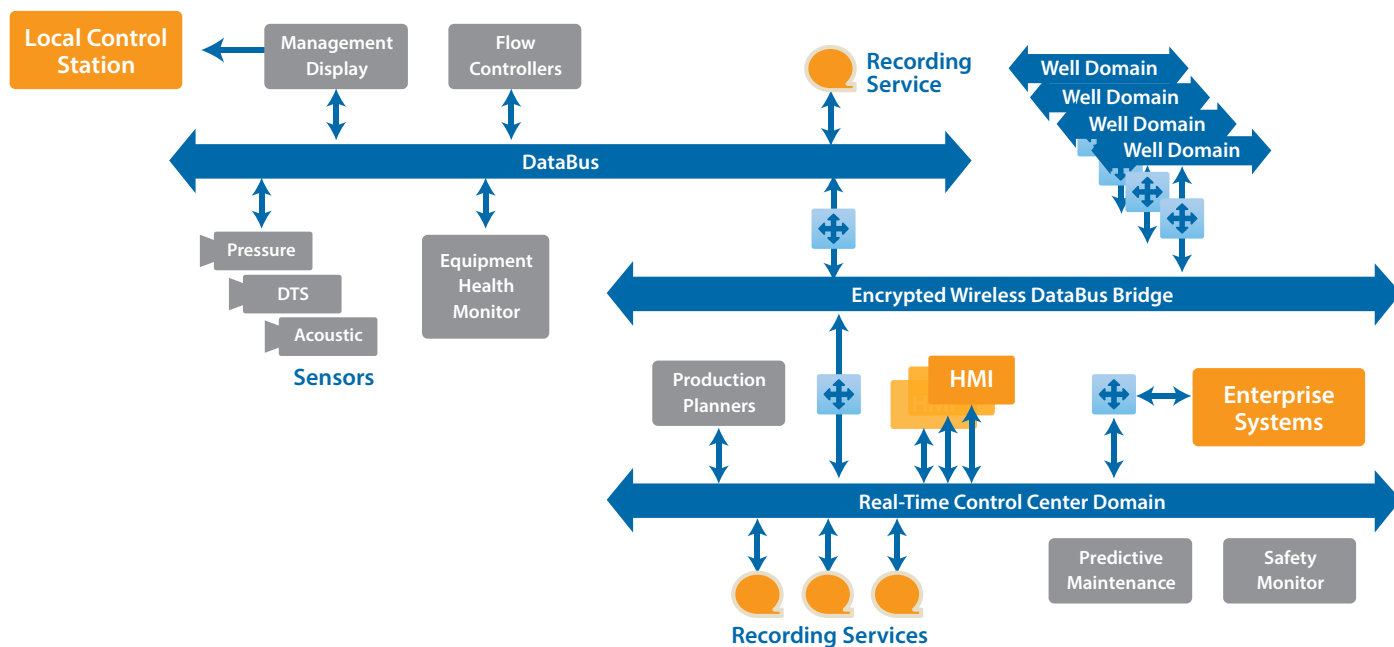 Local Control
Station
Management
Display
Flow
Controllers
Recording
Service
Well Domain
Well Domain
Well Domain
Well Domain
DataBus
Pressure
DTS
Acoustic
Sensors
Equipment
Health
Monitor
Encrypted Wireless DataBus Bridge
Production
Planners
HMI
HMI
Enterprise
Systems
Real-Time Control Center Domain
Recording Services
Predictive
Maintenance
Safety
Monitor